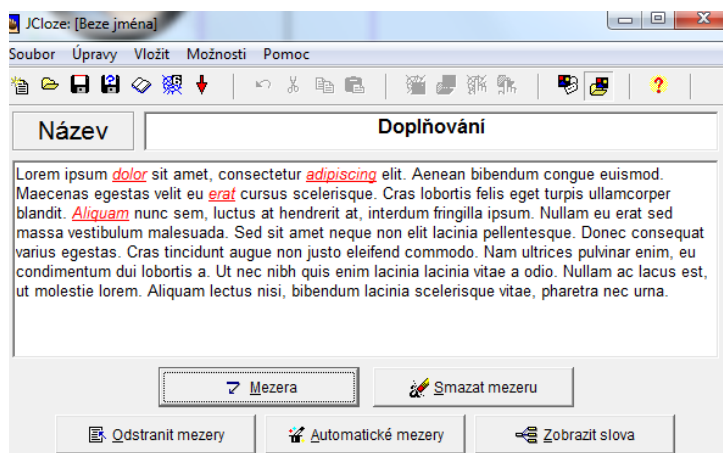 JCloze: [Beze jména]
Soubor Úpravy Vložit Možnosti Pomoc
Název
Doplňování
Lorem ipsum dolor sit amet, consectetur adipiscing elit. Aenean bibendum congue euismod.
Maecenas egestas velit eu erat cursus scelerisque. Cras lobortis felis eget turpis ullamcorper
blandit. Aliquam nunc sem, luctus at hendrerit at, interdum fringilla ipsum. Nullam eu erat sed
massa vestibulum malesuada. Sed sit amet neque non elit lacinia pellentesque. Donec consequat
varius egestas. Cras tincidunt augue non justo eleifend commodo. Nam ultrices pulvinar enim, eu
condimentum dui lobortis a. Ut nec nibh quis enim lacinia lacinia vitae a odio. Nullam ac lacus est,
ut molestie lorem. Aliquam lectus nisi, bibendum lacinia scelerisque vitae, pharetra nec urna.
Mezera
Smazat mezeru
Odstranit mezery
Automatické mezery
Zobrazit slova